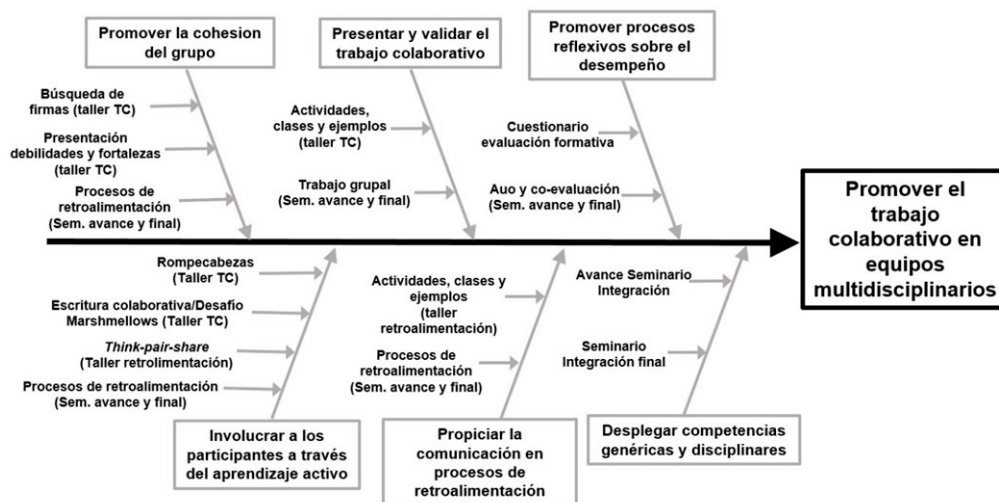 Promover la cohesion
del grupo
Presentar y validar el
trabajo colaborativo
Promover procesos
reflexivos sobre el
desempeño
Búsqueda de
firmas (taller TC)
Presentación
debilidades y fortalezas
(taller TC)
Procesos de
retroalimentación
(Sem. avance y final)
Actividades,
clases y ejemplos
(taller TC)
Trabajo grupal
(Sem. avance y final)
Cuestionario
evaluación formativa
Auo y co-evaluación
(Sem. avance y final)
Promover el
trabajo
colaborativo en
equipos
multidisciplinarios
Rompecabezas
(Taller TC)
Escritura colaborativa/Desafío
Marshmellows (Taller TC)
Think-pair-share
(Taller retrolimentación)
Procesos de retroalimentación
(Sem. avance y final)
Actividades, clases y
ejemplos
(taller
retroalimentación)
Procesos de
retroalimentación
(Sem. avance y final)
Avance Seminario
Integración
Seminario
Integración final
Involucrar a los
participantes a través
del aprendizaje activo
Propiciar la
comunicación en
procesos de
retroalimentación
Desplegar competencias
genéricas y disciplinares